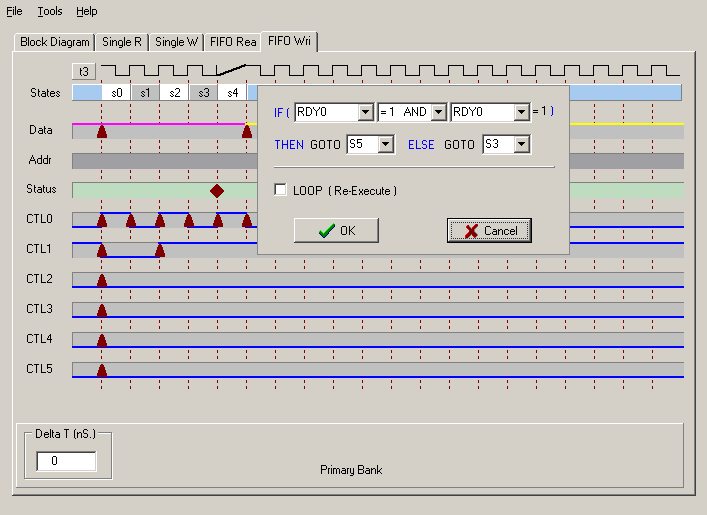 File Tools Help
Block Diagram Single R Single W FIFO Rea FIFO Wri
t3
States s0 s1 s2 s3 s4
IF ( RDY0 = 1 AND RDY0 = 1 )
Data
THEN GOTO S5 ELSE GOTO S3
Addr
Status
LOOP ( Re-Execute )
CTL0
OK Cancel
CTL1
CTL2
CTL3
CTL4
CTL5
Delta T (nS.)
0
Primary Bank